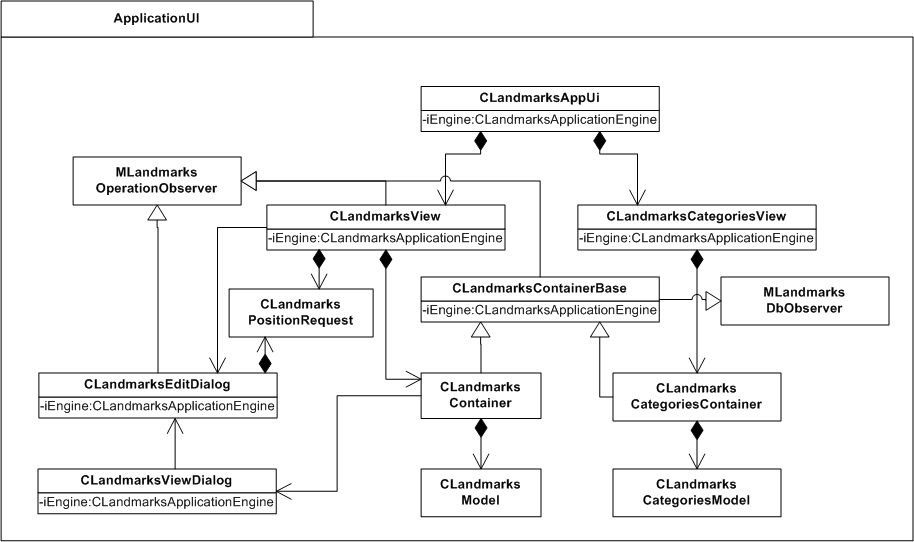 ApplicationUI
CLandmarksAppUi
-iEngine:CLandmarksApplicationEngine
MLandmarks
OperationObserver
CLandmarksView
-iEngine:CLandmarksApplicationEngine
CLandmarksCategoriesView
-iEngine:CLandmarksApplicationEngine
CLandmarks
PositionRequest
CLandmarksContainerBase
-iEngine:CLandmarksApplicationEngine
MLandmarks
DbObserver
CLandmarksEditDialog
-iEngine:CLandmarksApplicationEngine
CLandmarks
Container
CLandmarks
CategoriesContainer
CLandmarksViewDialog
-iEngine:CLandmarksApplicationEngine
CLandmarks
Model
CLandmarks
CategoriesModel